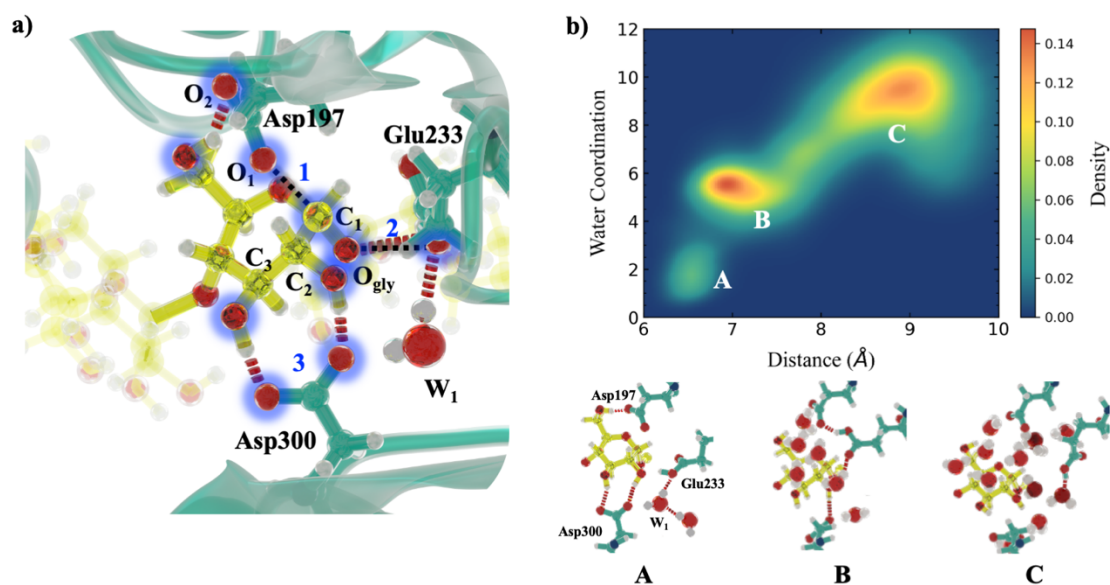 a)
O2
Asp197
Glu233
O1
1
C1
2
C3
C2
Ogly
3
W1
Asp300
b)
12
10
8
6
4
2
0
Water Coordination
A
B
C
6
7
8
9
10
Distance (Å)
0.14
0.12
0.10
0.08
0.06
0.04
0.02
0.00
Density
Asp197
Glu233
W1
Asp300
A
B
C